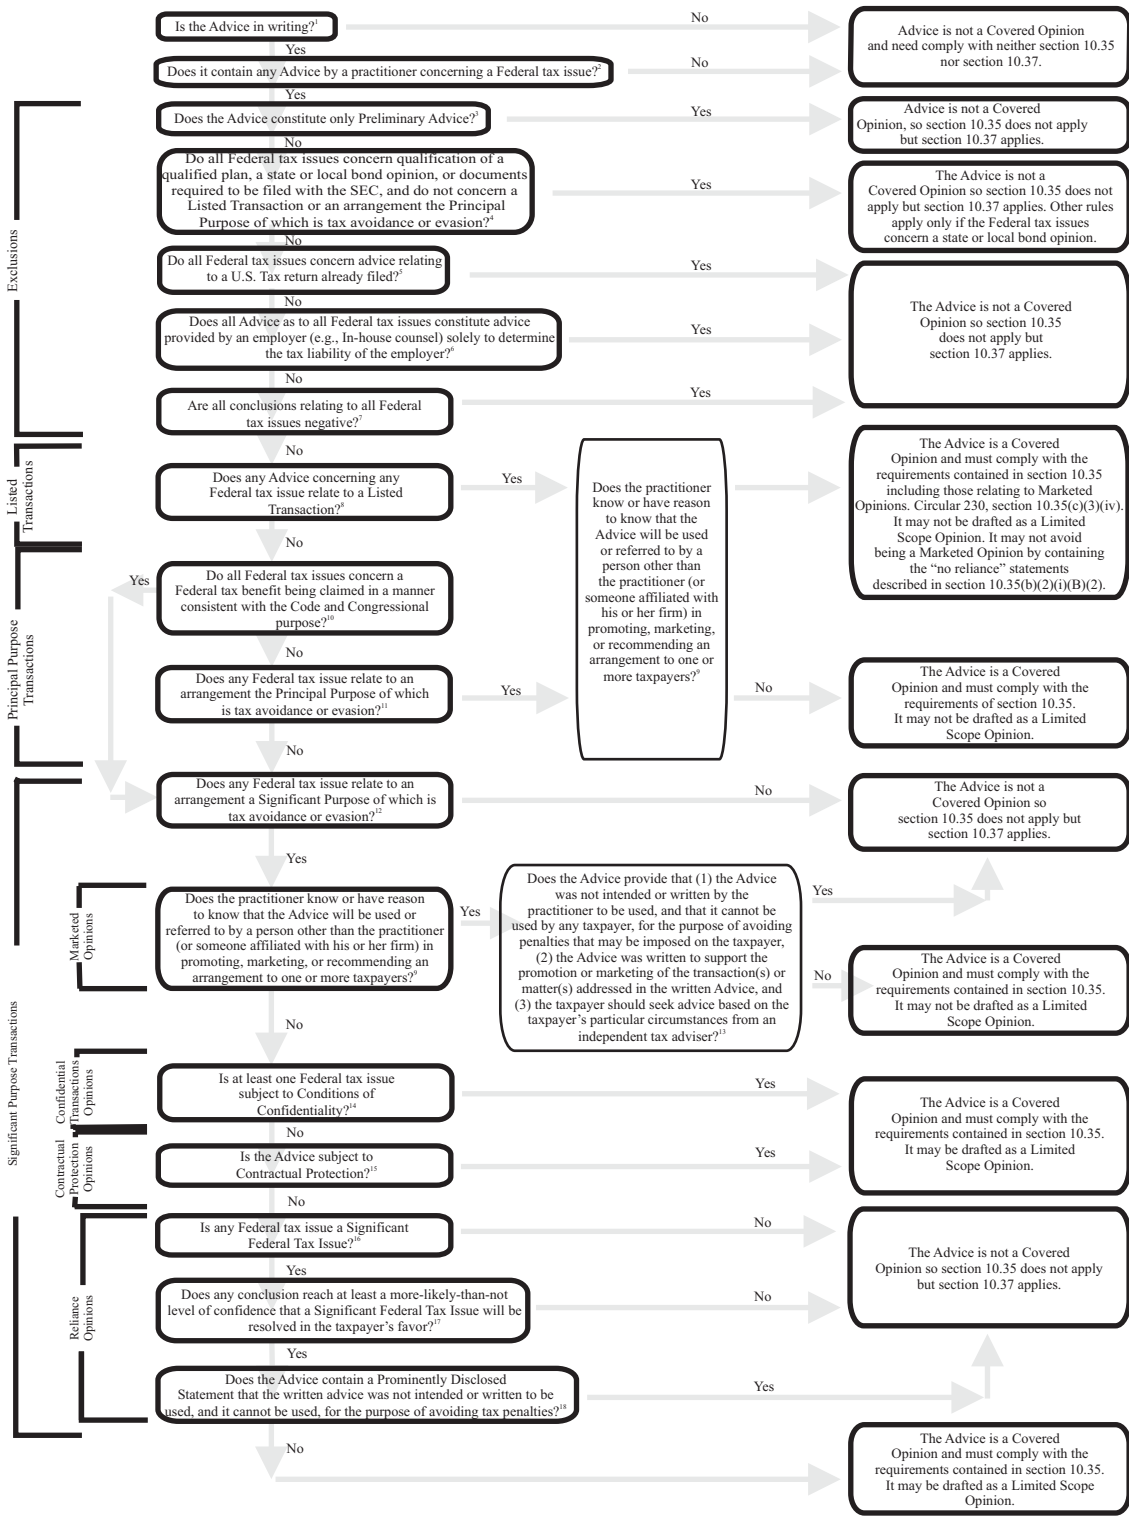 Is the Advice in writing?1
No
Advice is not a Covered Opinion
and need comply with neither section 10.35
nor section 10.37.
Yes
Does it contain any Advice by a practitioner concerning a Federal tax issue?2
No
Yes
Exclusions
Does the Advice constitute only Preliminary Advice?3
Yes
Advice is not a Covered
Opinion, so section 10.35 does not apply
but section 10.37 applies.
No
Do all Federal tax issues concern qualification of a
qualified plan, a state or local bond opinion, or documents
required to be filed with the SEC, and do not concern a
Listed Transaction or an arrangement the Principal
Purpose of which is tax avoidance or evasion?4
Yes
The Advice is not a
Covered Opinion so section 10.35 does not
apply but section 10.37 applies. Other rules
apply only if the Federal tax issues
concern a state or local bond opinion.
No
Do all Federal tax issues concern advice relating
to a U.S. Tax return already filed?5
Yes
The Advice is not a Covered
Opinion so section 10.35
does not apply but
section 10.37 applies.
No
Does all Advice as to all Federal tax issues constitute advice
provided by an employer (e.g., In-house counsel) solely to determine
the tax liability of the employer?6
Yes
No
Are all conclusions relating to all Federal
tax issues negative?7
Yes
No
Listed
Transactions
Does any Advice concerning any
Federal tax issue relate to a Listed
Transaction?8
Yes
Does the practitioner
know or have reason
to know that the
Advice will be used
or referred to by a
person other than
the practitioner (or
someone affiliated with
his or her firm) in
promoting, marketing,
or recommending an
arrangement to one or
more taxpayers?9
The Advice is a Covered
Opinion and must comply with the
requirements contained in section 10.35
including those relating to Marketed
Opinions. Circular 230, section 10.35(c)(3)(iv).
It may not be drafted as a Limited
Scope Opinion. It may not avoid
being a Marketed Opinion by containing
the “no reliance” statements
described in section 10.35(b)(2)(i)(B)(2).
No
Principal Purpose
Transactions
Yes
Do all Federal tax issues concern a
Federal tax benefit being claimed in a manner
consistent with the Code and Congressional
purpose?10
No
Does any Federal tax issue relate to an
arrangement the Principal Purpose of which
is tax avoidance or evasion?11
Yes
No
The Advice is a Covered
Opinion and must comply with the
requirements of section 10.35.
It may not be drafted as a Limited
Scope Opinion.
No
Significant Purpose Transactions
Does any Federal tax issue relate to an
arrangement a Significant Purpose of which is
tax avoidance or evasion?12
No
The Advice is not a
Covered Opinion so
section 10.35 does not apply but
section 10.37 applies.
Yes
Marketed
Opinions
Does the practitioner know or have reason
to know that the Advice will be used or
referred to by a person other than the practitioner
(or someone affiliated with his or her firm) in
promoting, marketing, or recommending an
arrangement to one or more taxpayers?9
Yes
Does the Advice provide that (1) the Advice
was not intended or written by the
practitioner to be used, and that it cannot be
used by any taxpayer, for the purpose of avoiding
penalties that may be imposed on the taxpayer,
(2) the Advice was written to support the
promotion or marketing of the transaction(s) or
matter(s) addressed in the written Advice, and
(3) the taxpayer should seek advice based on the
taxpayer’s particular circumstances from an
independent tax adviser?13
Yes
No
The Advice is a Covered
Opinion and must comply with the
requirements contained in section 10.35.
It may not be drafted as a Limited
Scope Opinion.
No
Confidential
Transactions
Opinions
Is at least one Federal tax issue
subject to Conditions of
Confidentiality?14
Yes
The Advice is a Covered
Opinion and must comply with the
requirements contained in section 10.35.
It may be drafted as a Limited
Scope Opinion.
No
Contractual
Protection
Opinions
Is the Advice subject to
Contractual Protection?15
Yes
No
Reliance
Opinions
Is any Federal tax issue a Significant
Federal Tax Issue?16
No
The Advice is not a Covered
Opinion so section 10.35 does not apply
but section 10.37 applies.
Yes
Does any conclusion reach at least a more-likely-than-not
level of confidence that a Significant Federal Tax Issue will be
resolved in the taxpayer’s favor?17
No
Yes
Does the Advice contain a Prominently Disclosed
Statement that the written advice was not intended or written to be
used, and it cannot be used, for the purpose of avoiding tax penalties?18
Yes
No
The Advice is a Covered
Opinion and must comply with the
requirements contained in section 10.35.
It may be drafted as a Limited Scope
Opinion.